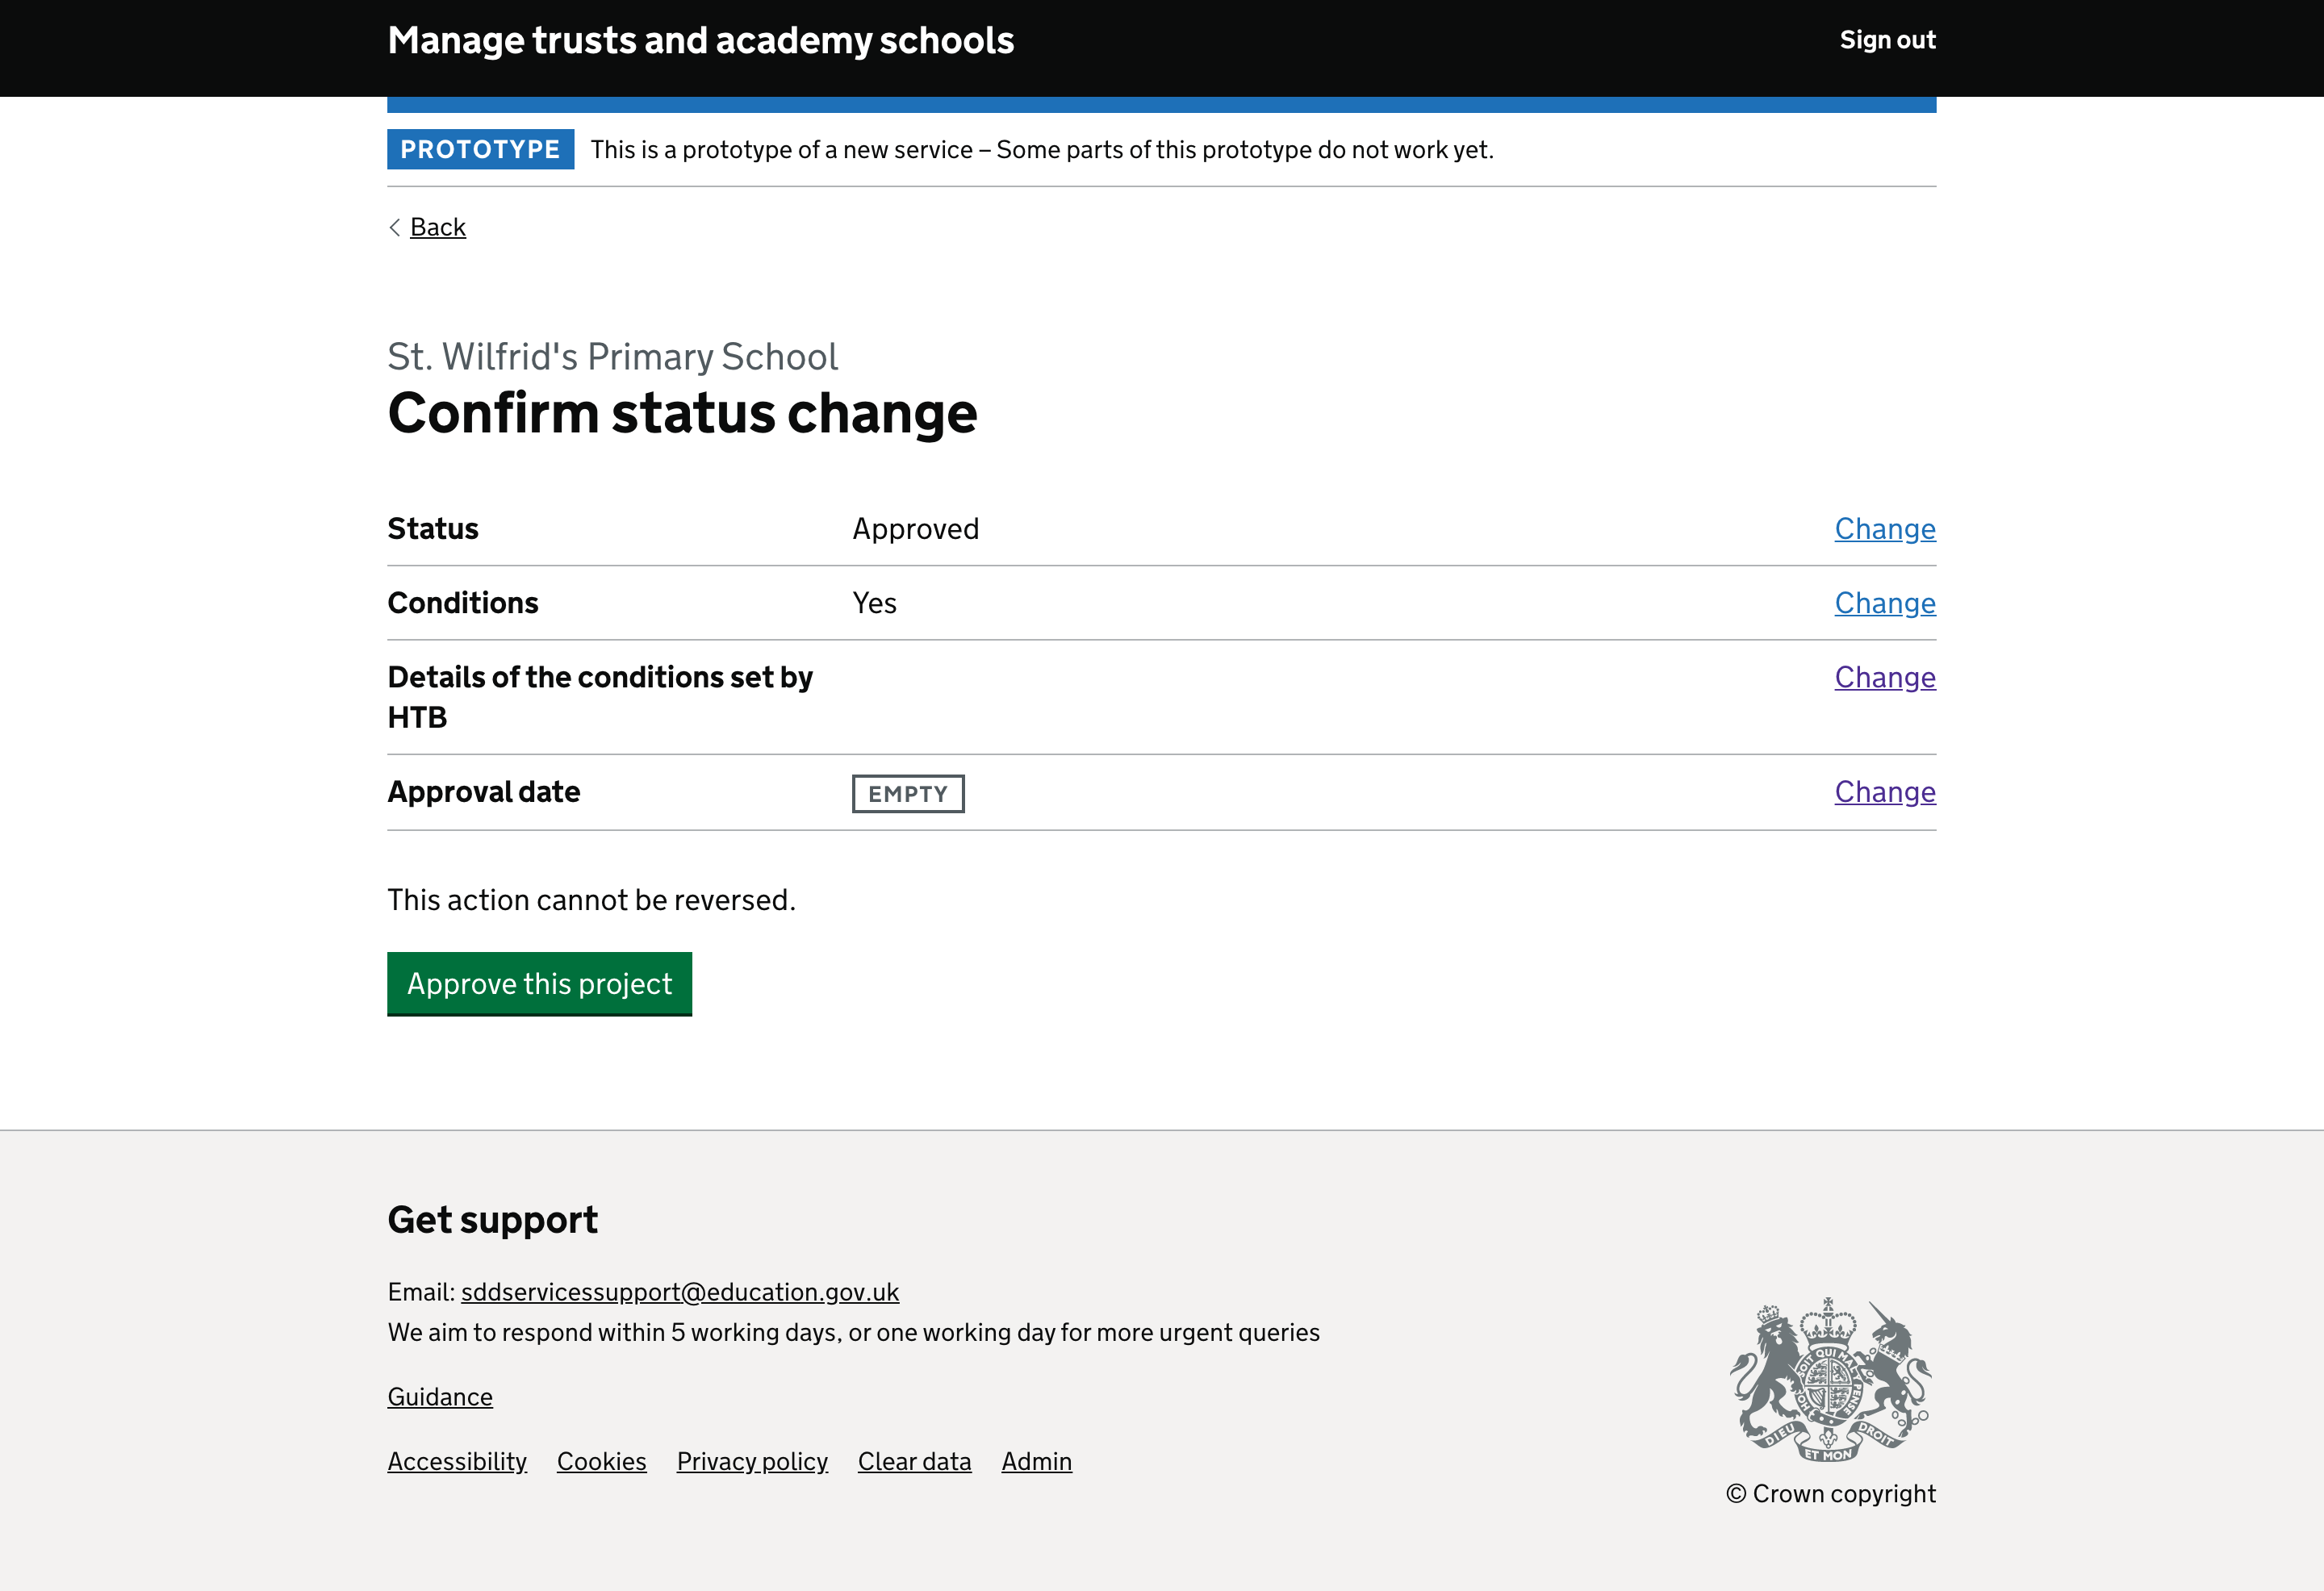 Manage trusts and academy schools
Sign out
PROTOTYPE This is a prototype of a new service – Some parts of this prototype do not work yet.
Back
St. Wilfrid's Primary School
Confirm status change
Status Approved Change
Conditions Yes Change
Details of the conditions set by Change
HTB
Approval date EMPTY Change
This action cannot be reversed.
Approve this project
Get support
Email: sddservicessupport@education.gov.uk
We aim to respond within 5 working days, or one working day for more urgent queries
Guidance
Accessibility Cookies Privacy policy Clear data Admin
DIEU ET MON DROIT
© Crown copyright